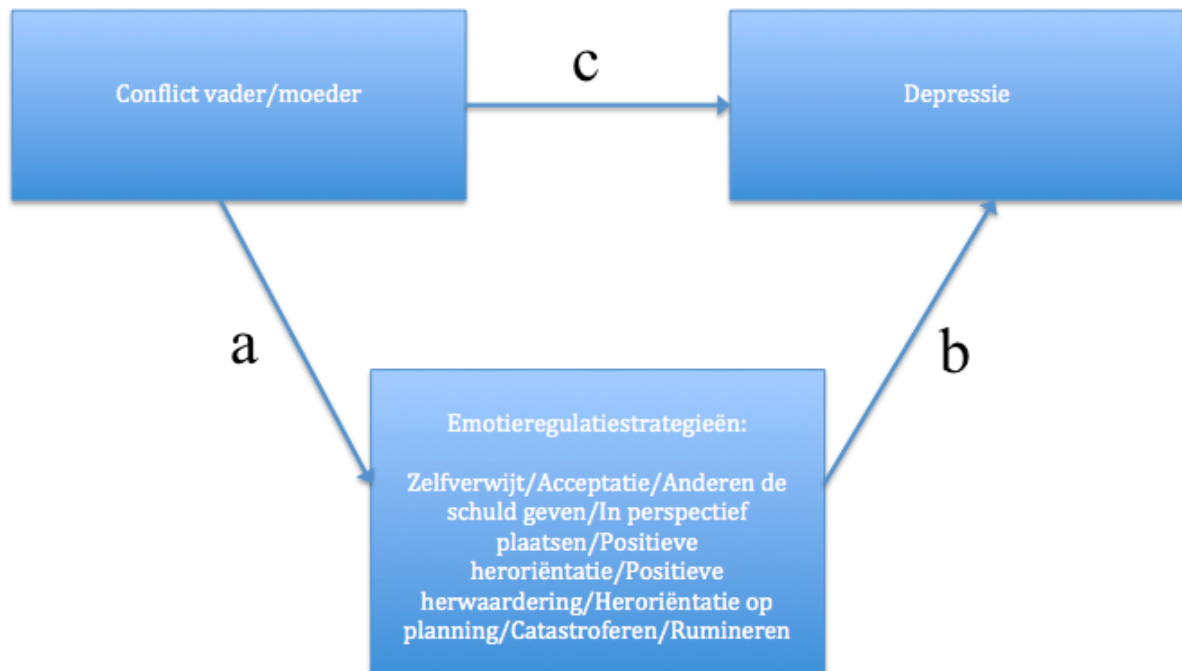 Conflict vader/moeder
c
Depressie
a
b
Emotieregulatiestrategieën:
Zelfverwijt/Acceptatie/Anderen de
schuld geven/In perspectief
plaatsen/Positieve
heroriëntatie/Positieve
herwaardering/Heroriëntatie op
planning/Catastroferen/Rumineren